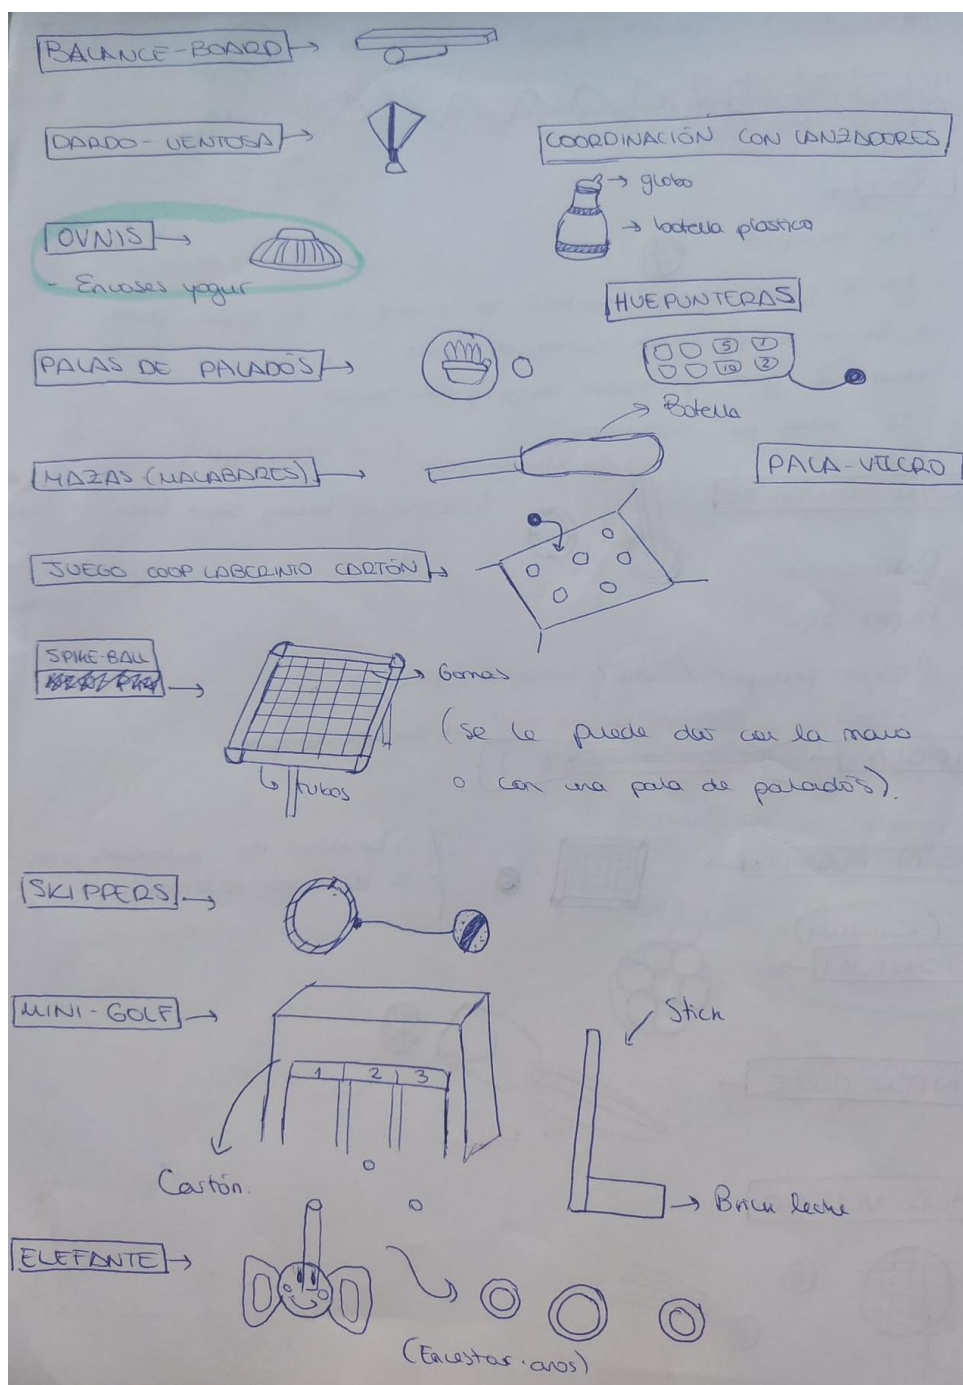 BALANCE-BOARD
DARDO-VENTOSA
COORDINACIÓN CON LANZADORES
globo
botella plástico
OVNIS
- Envases yogur
HUEPUNTERAS
PALAS DE PALADÓS
5 1
10 2
Botella
MAZAS (MALABARES)
PALA-VELCRO
JUEGO COOP LABERINTO CARTÓN
SPIKE-BALL
Gomas
(se le puede dar con la mano
o con una pala de paladós).
tubos
SKIPPERS
MINI-GOLF
Stick
1 2 3
Cartón.
Brick leche
ELEFANTE
(Encestar aros)